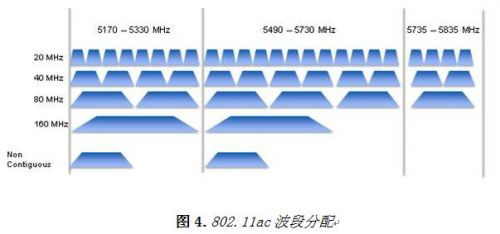 5170 – 5330 MHz 5490 – 5730 MHz 5735 – 5835 MHz
20 MHz
40 MHz
80 MHz
160 MHz
Non
Contiguous
图 4. 802.11ac 波段分配↵